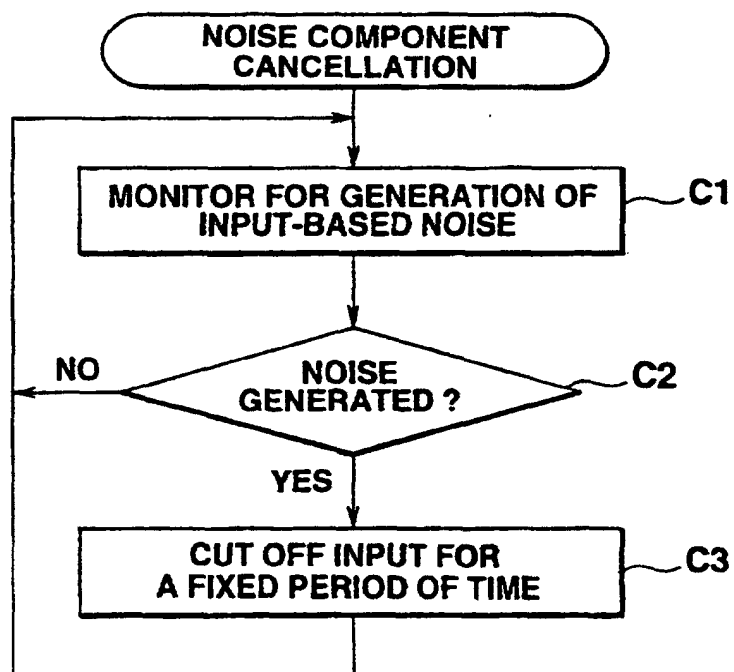 NOISE COMPONENT
CANCELLATION
MONITOR FOR GENERATION OF
INPUT-BASED NOISE
C1
NOISE
GENERATED ?
C2
NO
YES
CUT OFF INPUT FOR
A FIXED PERIOD OF TIME
C3